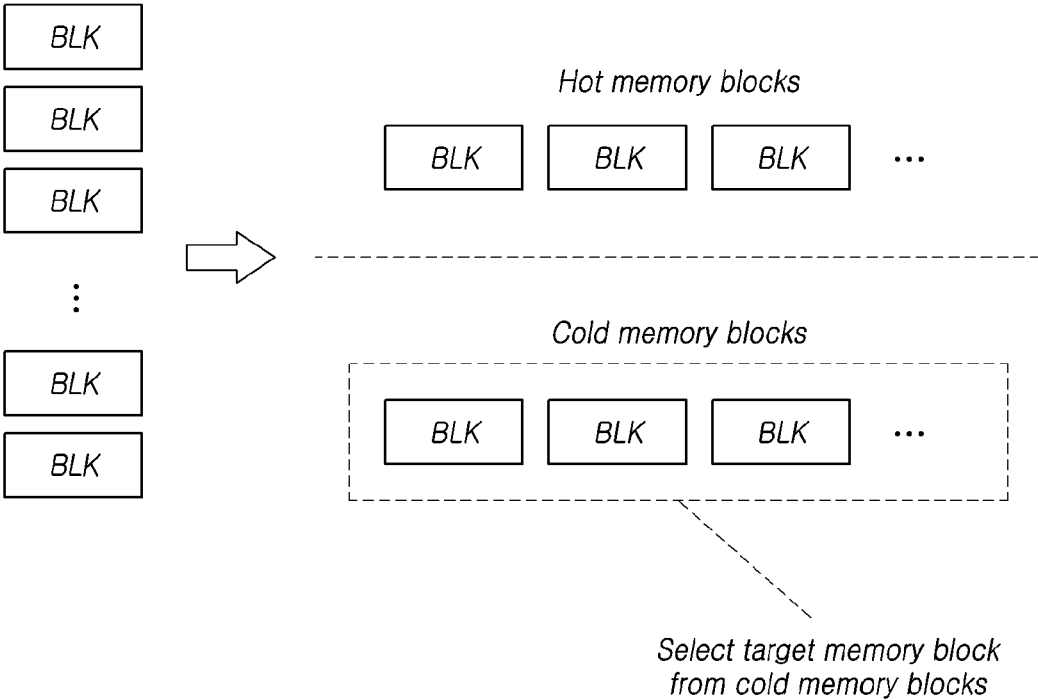 BLK
BLK
BLK
⋮
BLK
BLK
Hot memory blocks
BLK BLK BLK ...
Cold memory blocks
BLK BLK BLK ...
Select target memory block
from cold memory blocks